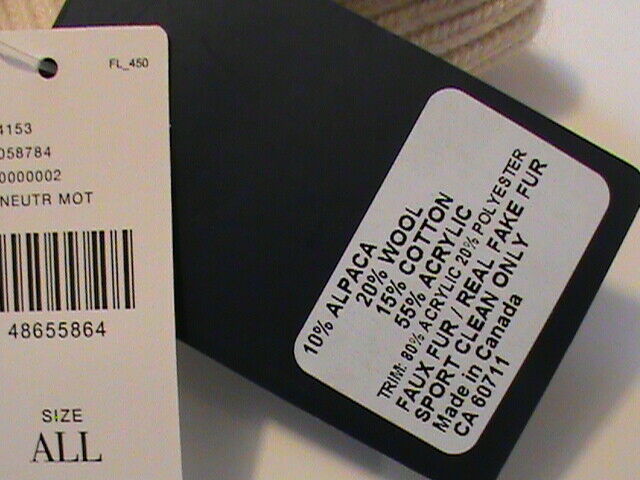 FL_450
4153
058784
0000002
NEUTR MOT
48655864
SIZE
ALL
10% ALPACA
20% WOOL
15% COTTON
55% ACRYLIC
TRIM: 80% ACRYLIC 20% POLYESTER
FAUX FUR / REAL FAKE FUR
SPORT CLEAN ONLY
Made in Canada
CA 60711